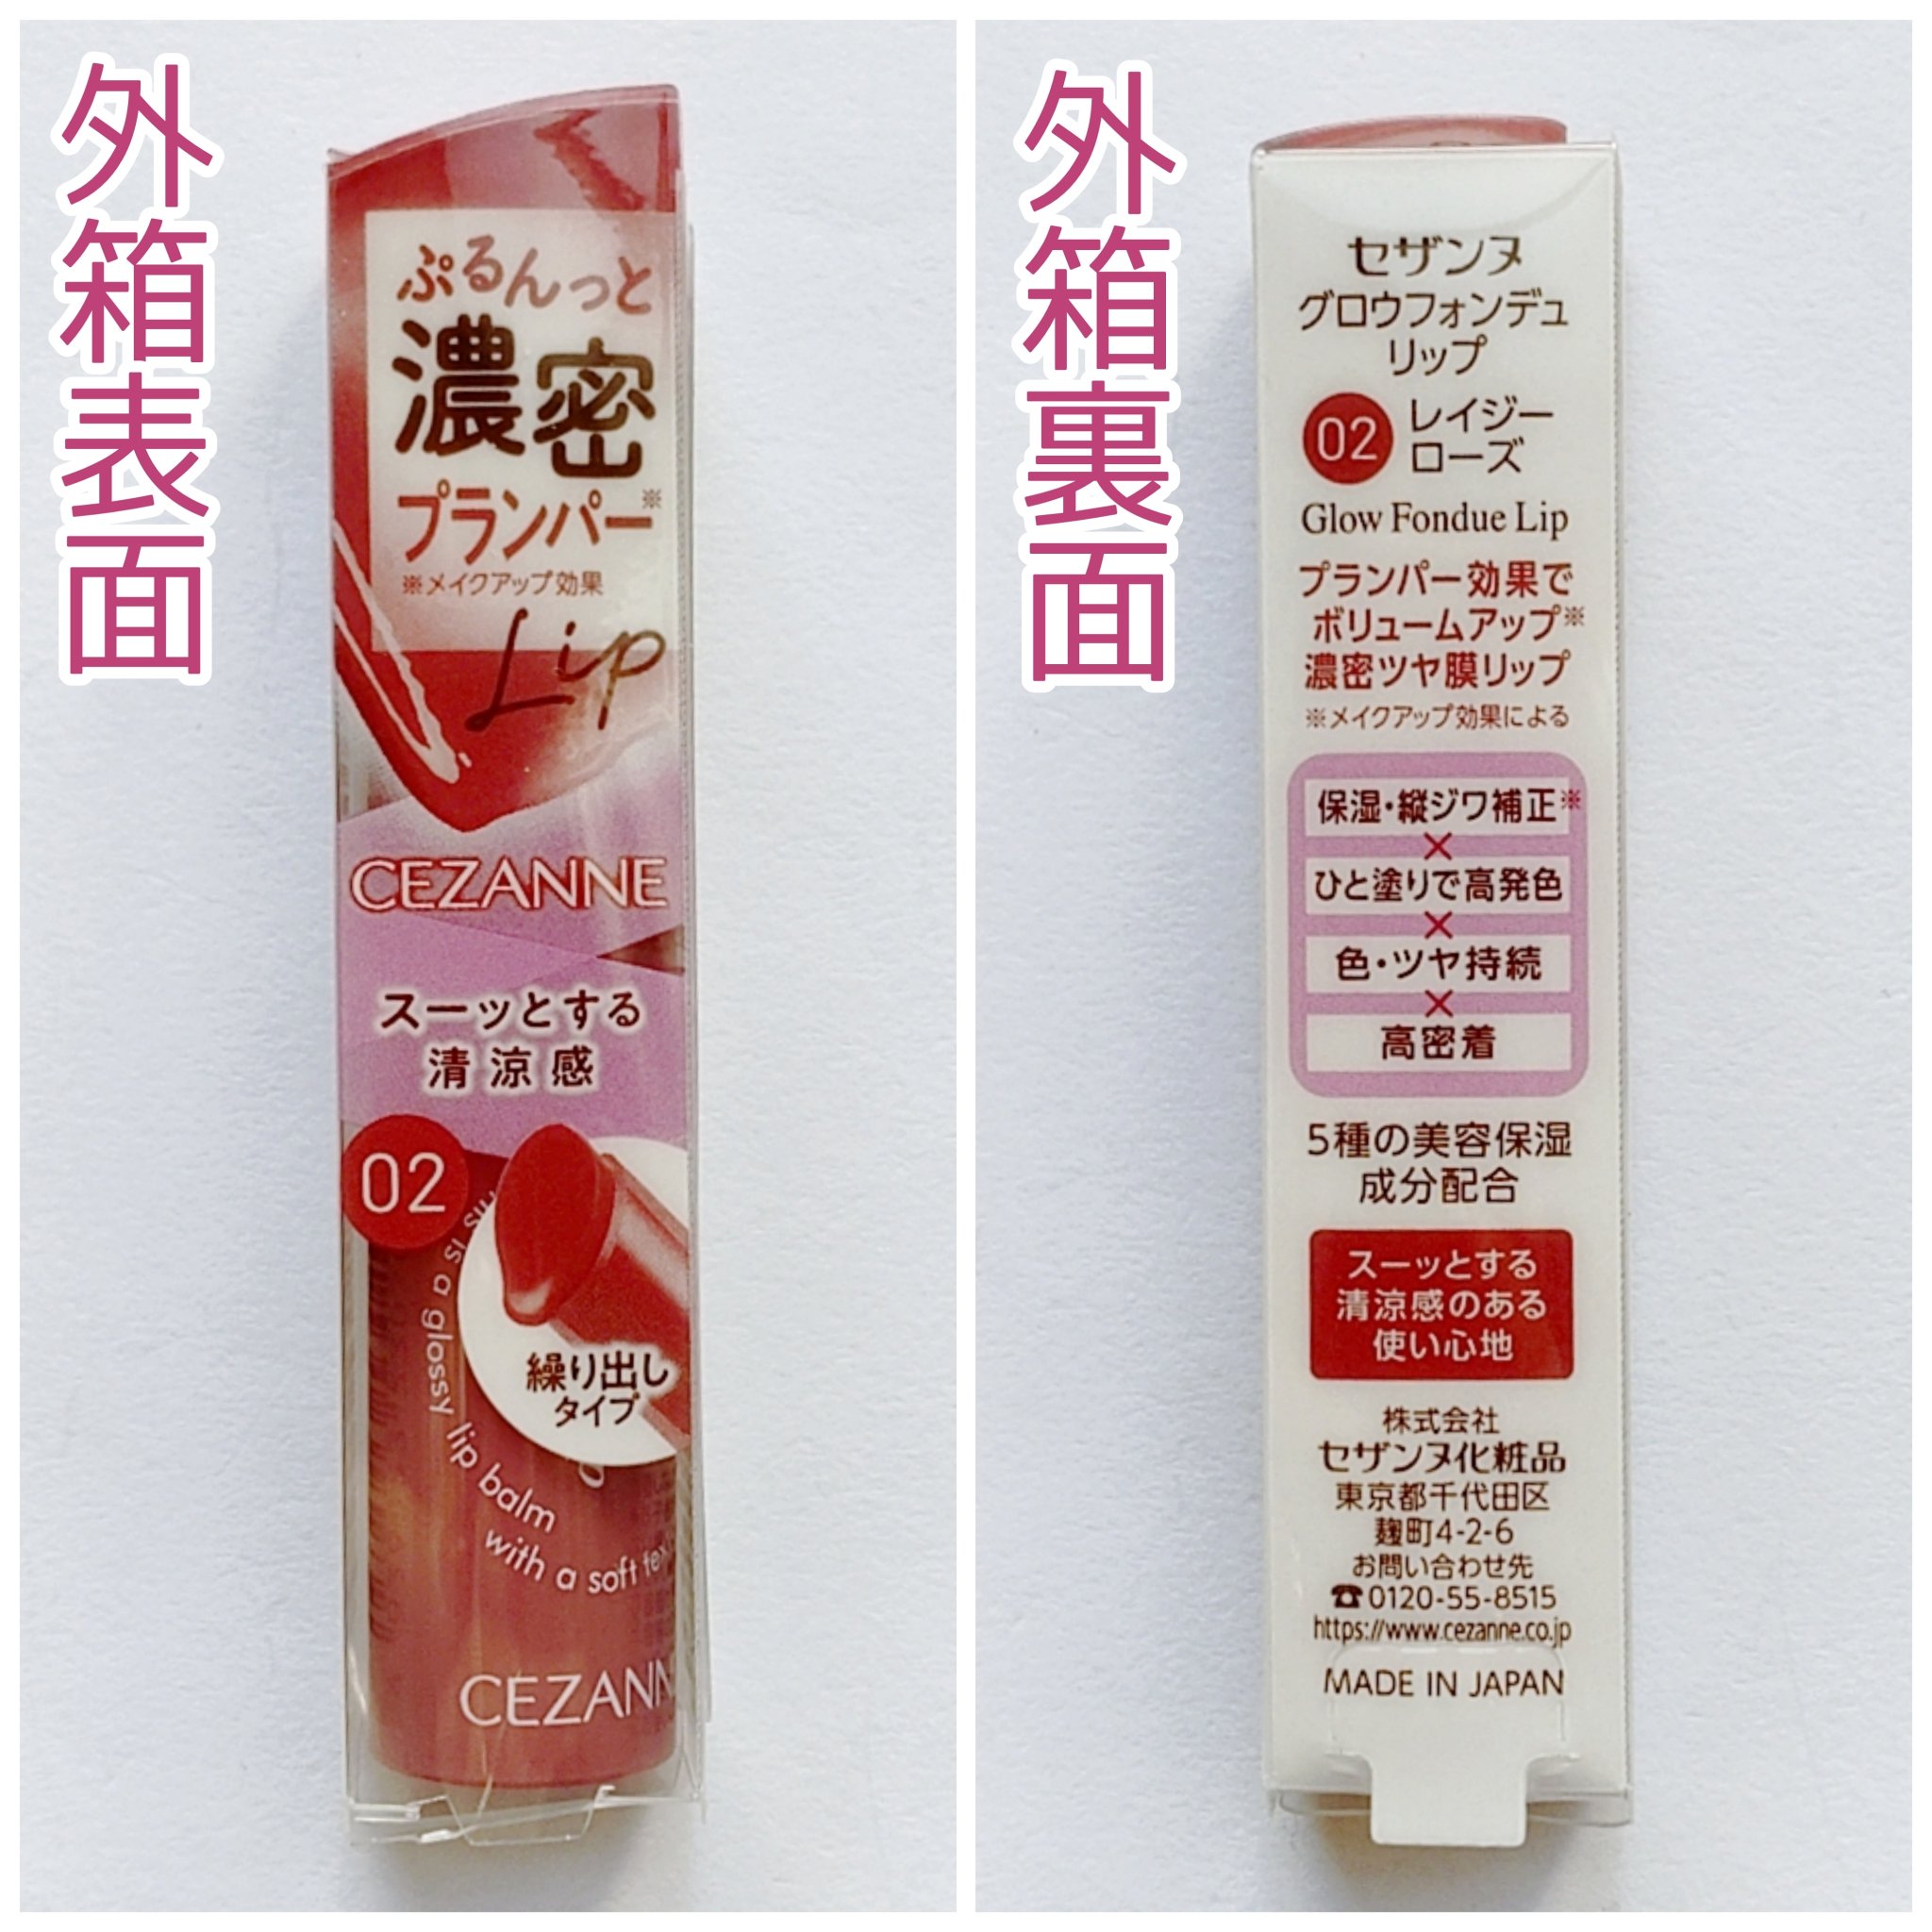 外箱表面
ぷるんっと
濃密
プランパー※
※メイクアップ効果
Lip
CEZANNE
スーッとする
清涼感
02
繰り出し
タイプ
is a glossy
lip balm
with a soft
CEZANN
外箱裏面
セザンヌ
グロウフォンデュ
リップ
02 レイジー
ローズ
Glow Fondue Lip
プランパー効果で
ボリュームアップ※
濃密ツヤ膜リップ
※メイクアップ効果による
保湿・縦ジワ補正※
×
ひと塗りで高発色
×
色・ツヤ持続
×
高密着
5種の美容保湿
成分配合
スーッとする
清涼感のある
使い心地
株式会社
セザンヌ化粧品
東京都千代田区
麹町4-2-6
お問い合わせ先
☎0120-55-8515
https://www.cezanne.co.jp
MADE IN JAPAN